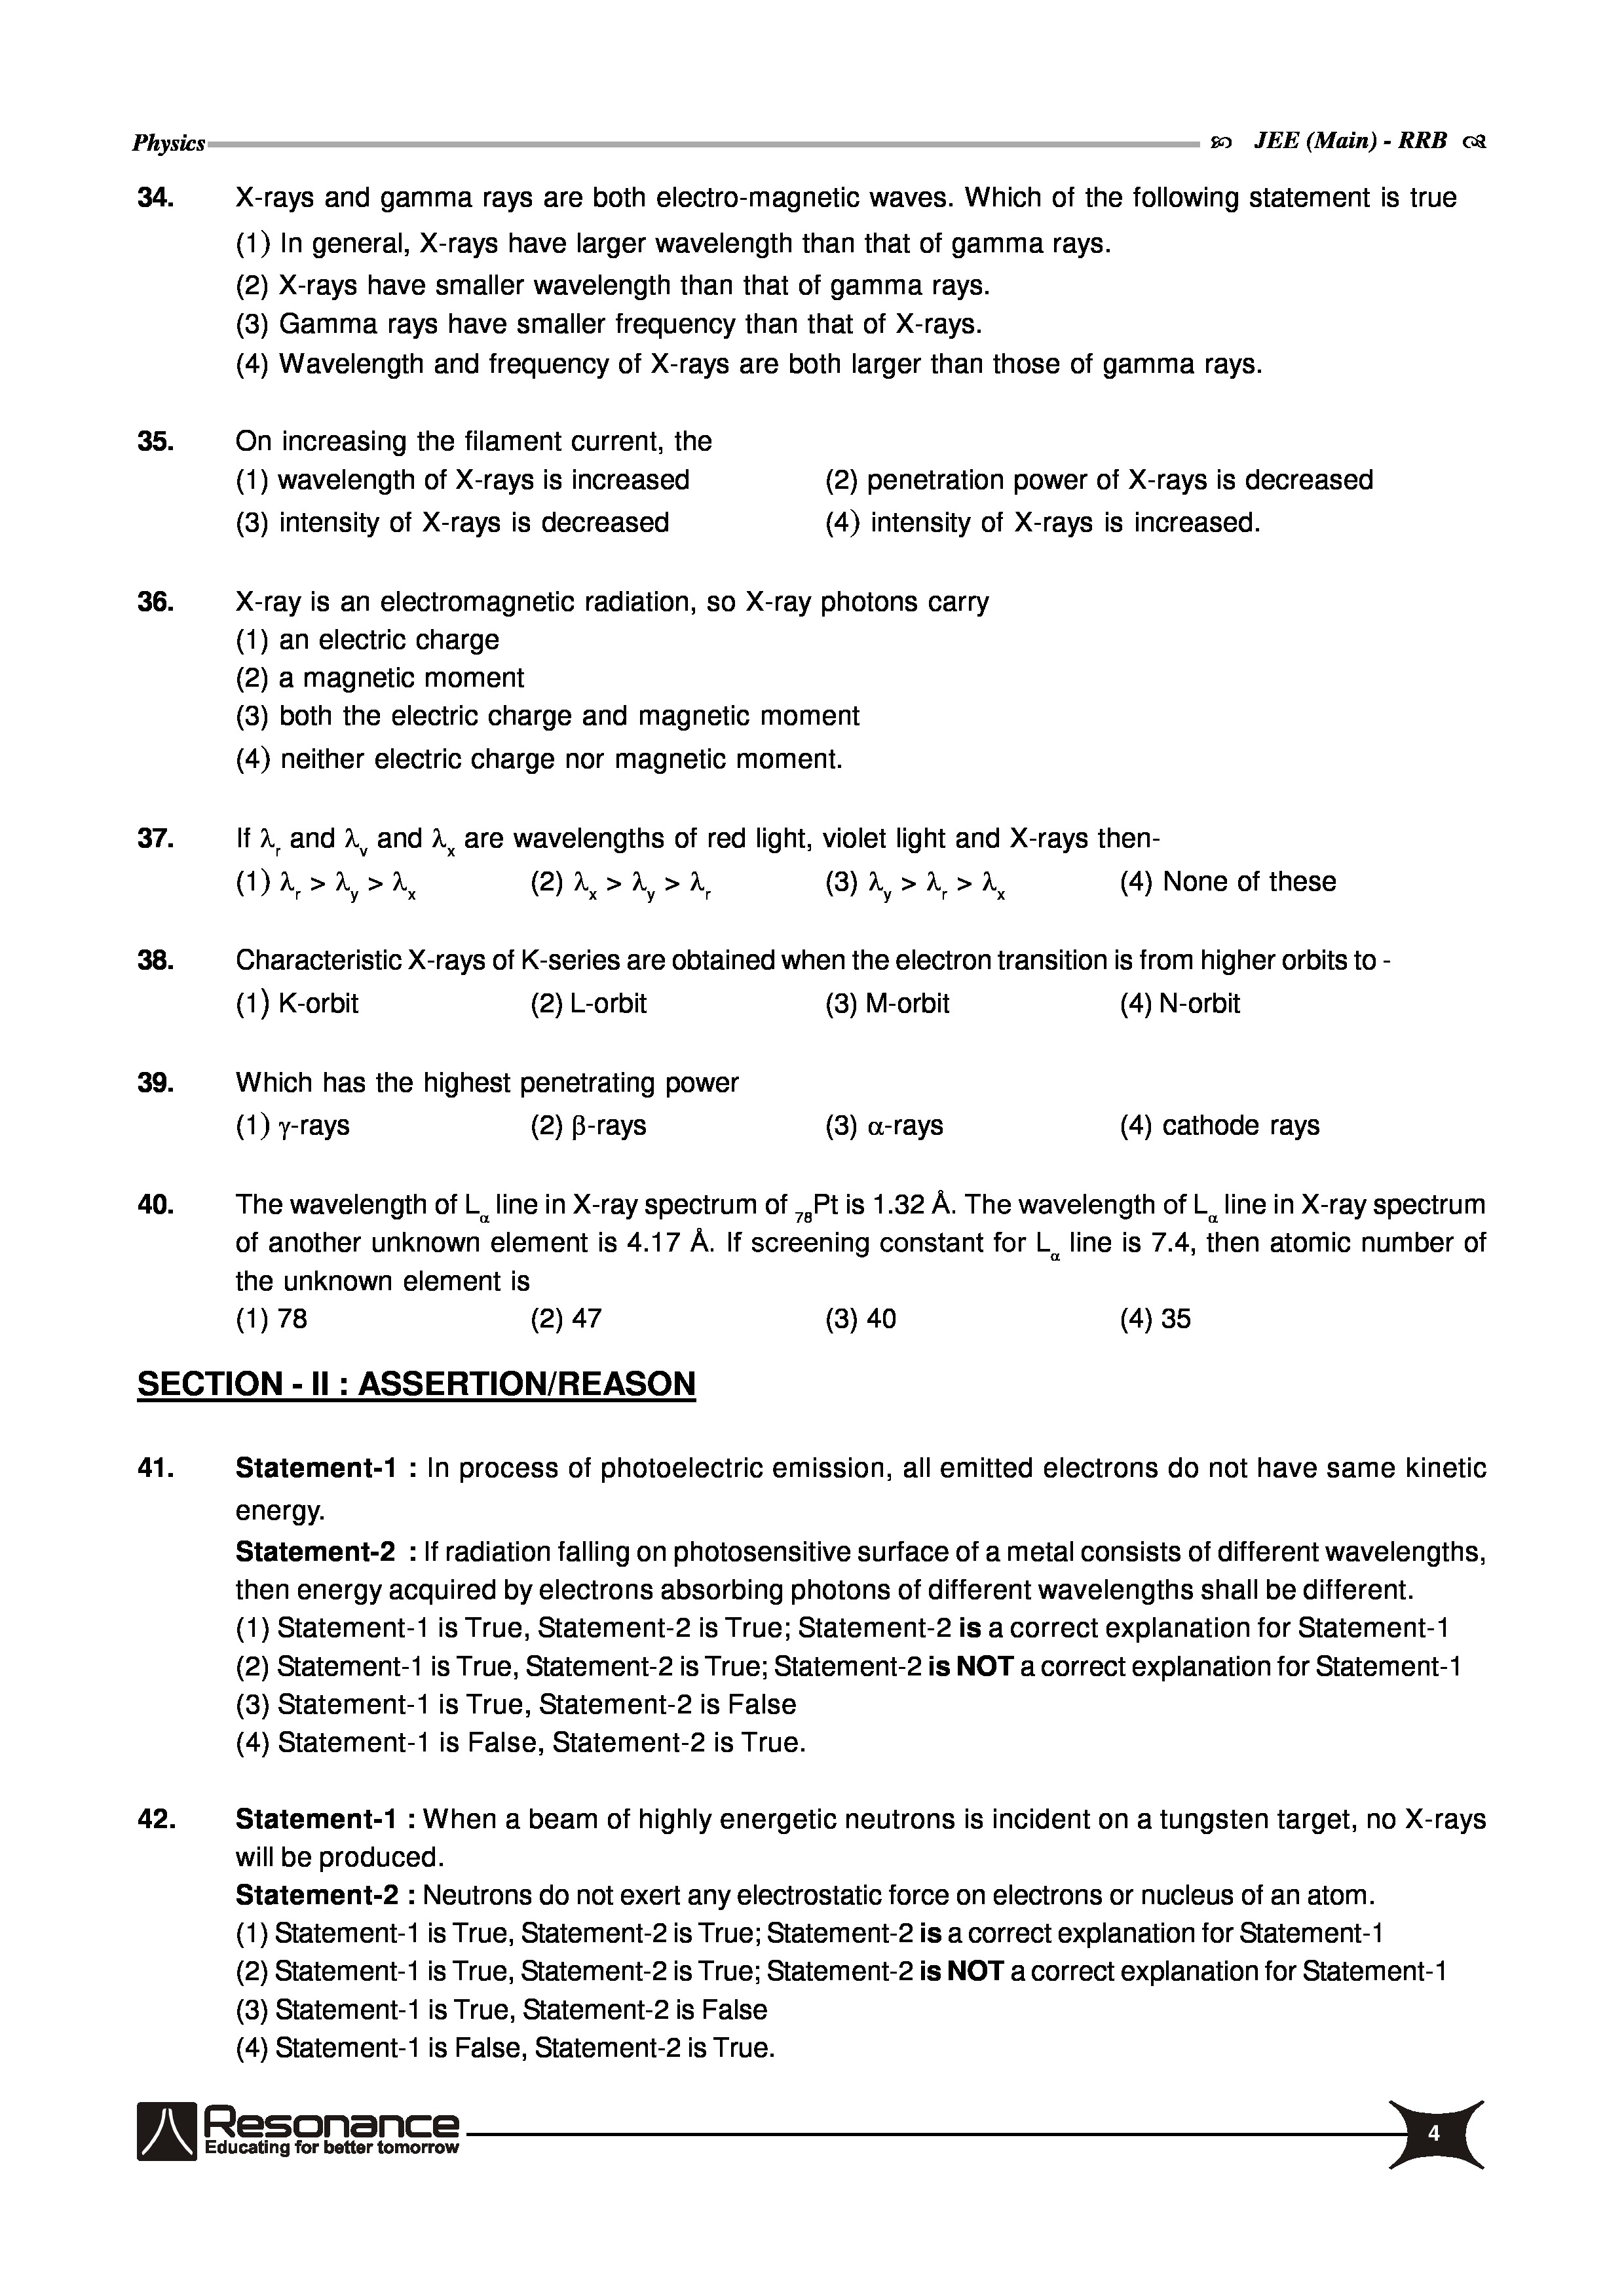 Physics JEE (Main) - RRB
34. X-rays and gamma rays are both electro-magnetic waves. Which of the following statement is true
(1) In general, X-rays have larger wavelength than that of gamma rays.
(2) X-rays have smaller wavelength than that of gamma rays.
(3) Gamma rays have smaller frequency than that of X-rays.
(4) Wavelength and frequency of X-rays are both larger than those of gamma rays.
35. On increasing the filament current, the
(1) wavelength of X-rays is increased (2) penetration power of X-rays is decreased
(3) intensity of X-rays is decreased (4) intensity of X-rays is increased.
36. X-ray is an electromagnetic radiation, so X-ray photons carry
(1) an electric charge
(2) a magnetic moment
(3) both the electric charge and magnetic moment
(4) neither electric charge nor magnetic moment.
37. If λr and λv and λx are wavelengths of red light, violet light and X-rays then-
(1) λr > λy > λx (2) λx > λy > λr (3) λy > λr > λx (4) None of these
38. Characteristic X-rays of K-series are obtained when the electron transition is from higher orbits to -
(1) K-orbit (2) L-orbit (3) M-orbit (4) N-orbit
39. Which has the highest penetrating power
(1) γ-rays (2) β-rays (3) α-rays (4) cathode rays
40. The wavelength of Lα line in X-ray spectrum of 78Pt is 1.32 Å. The wavelength of Lα line in X-ray spectrum
of another unknown element is 4.17 Å. If screening constant for Lα line is 7.4, then atomic number of
the unknown element is
(1) 78 (2) 47 (3) 40 (4) 35
SECTION - II : ASSERTION/REASON
41. Statement-1 : In process of photoelectric emission, all emitted electrons do not have same kinetic
energy.
Statement-2 : If radiation falling on photosensitive surface of a metal consists of different wavelengths,
then energy acquired by electrons absorbing photons of different wavelengths shall be different.
(1) Statement-1 is True, Statement-2 is True; Statement-2 is a correct explanation for Statement-1
(2) Statement-1 is True, Statement-2 is True; Statement-2 is NOT a correct explanation for Statement-1
(3) Statement-1 is True, Statement-2 is False
(4) Statement-1 is False, Statement-2 is True.
42. Statement-1 : When a beam of highly energetic neutrons is incident on a tungsten target, no X-rays
will be produced.
Statement-2 : Neutrons do not exert any electrostatic force on electrons or nucleus of an atom.
(1) Statement-1 is True, Statement-2 is True; Statement-2 is a correct explanation for Statement-1
(2) Statement-1 is True, Statement-2 is True; Statement-2 is NOT a correct explanation for Statement-1
(3) Statement-1 is True, Statement-2 is False
(4) Statement-1 is False, Statement-2 is True.
Resonance
Educating for better tomorrow
4